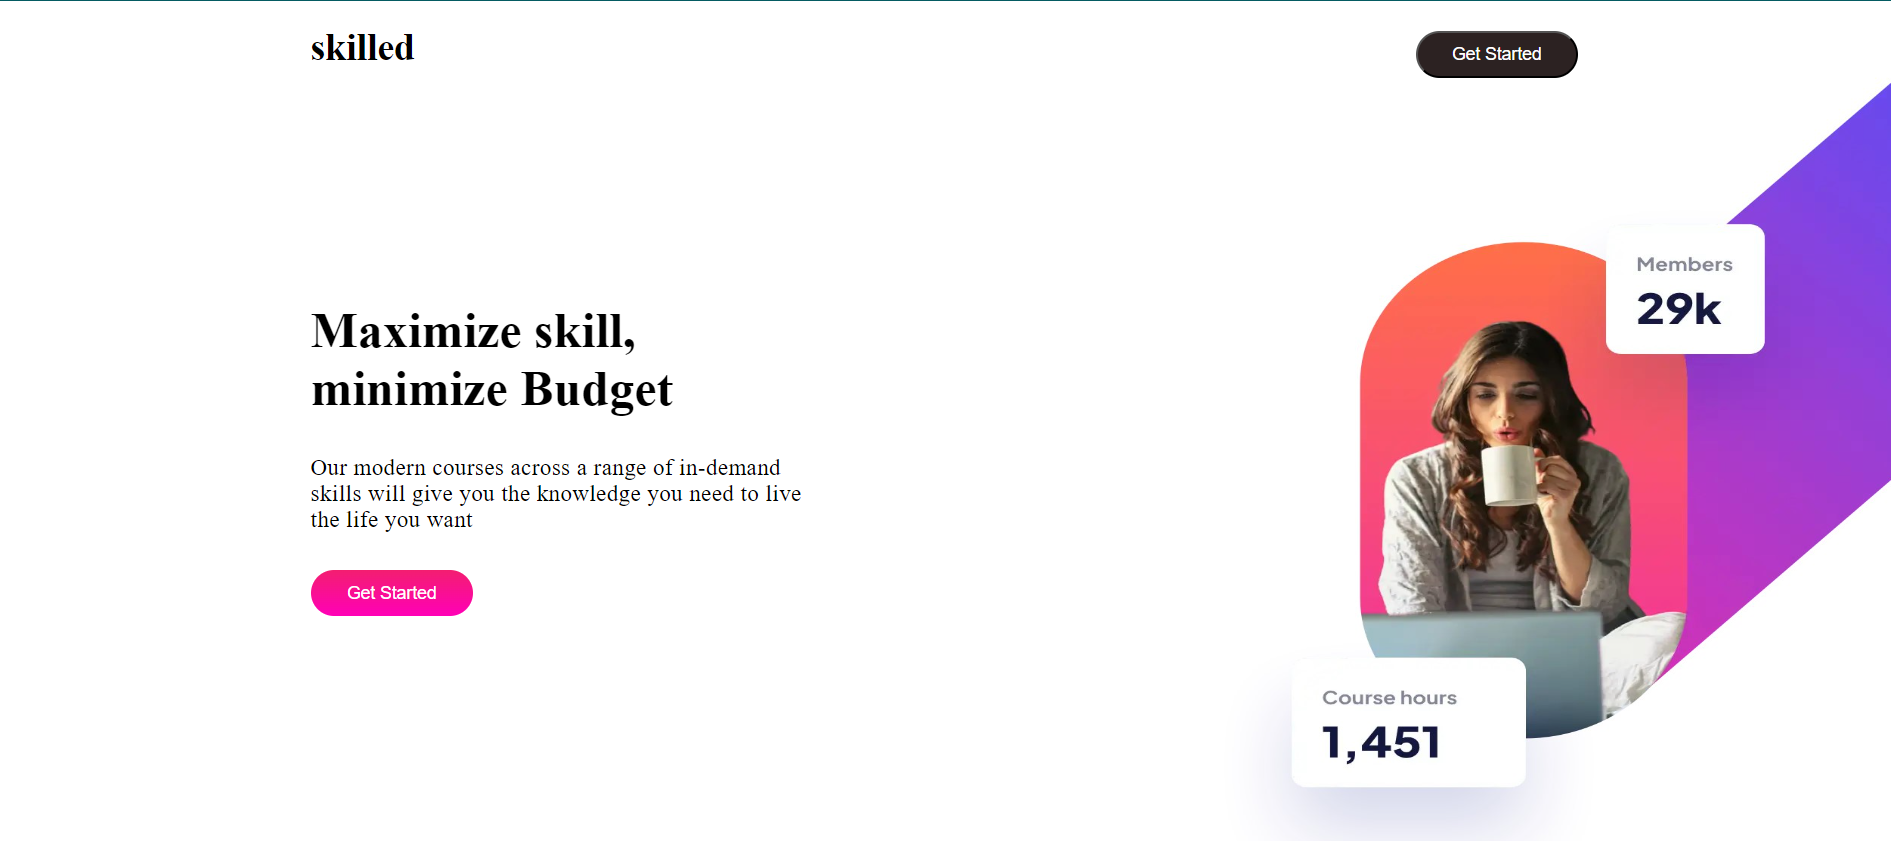 skilled
Get Started
Maximize skill,
minimize Budget
Our modern courses across a range of in-demand
skills will give you the knowledge you need to live
the life you want
Get Started
Members
29k
Course hours
1,451